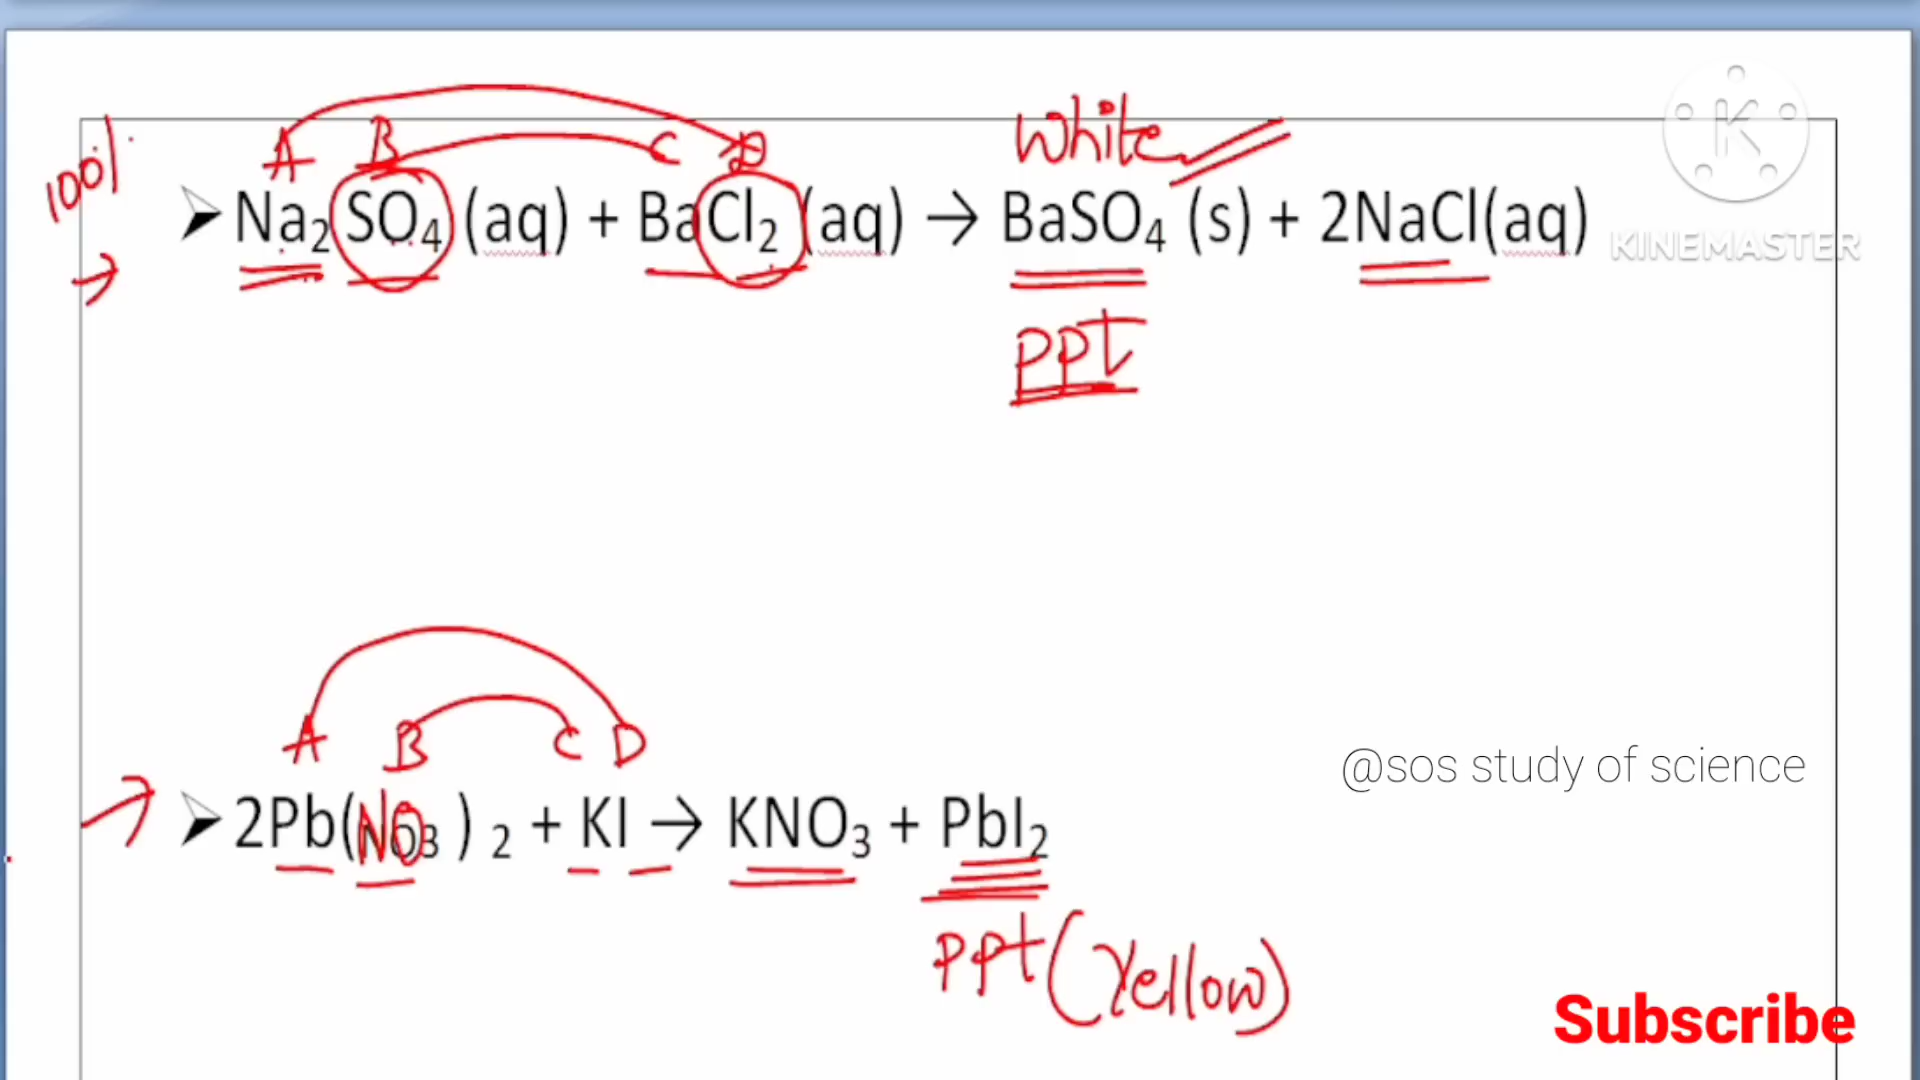 100%
A B C D White
➢Na₂SO₄ (aq) + BaCl₂ (aq) → BaSO₄ (s) + 2NaCl(aq)
K
KINEMASTER
→
ppt
A B C D
@sos study of science
→ ➢2Pb(NO₃ ) ₂ + KI → KNO₃ + PbI₂
NO
ppt (Yellow)
Subscribe